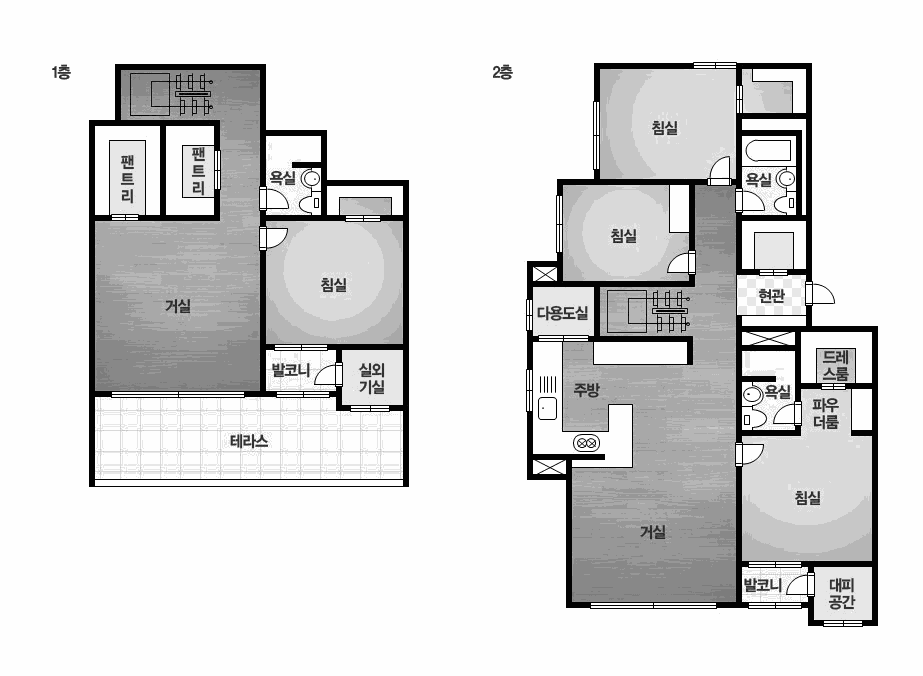 1층
팬
트
리
팬
트
리
욕실
침실
거실
발코니
실외
기실
테라스
2층
침실
욕실
침실
현관
다용도실
주방
드레
스룸
욕실
파우
더룸
침실
거실
발코니
대피
공간